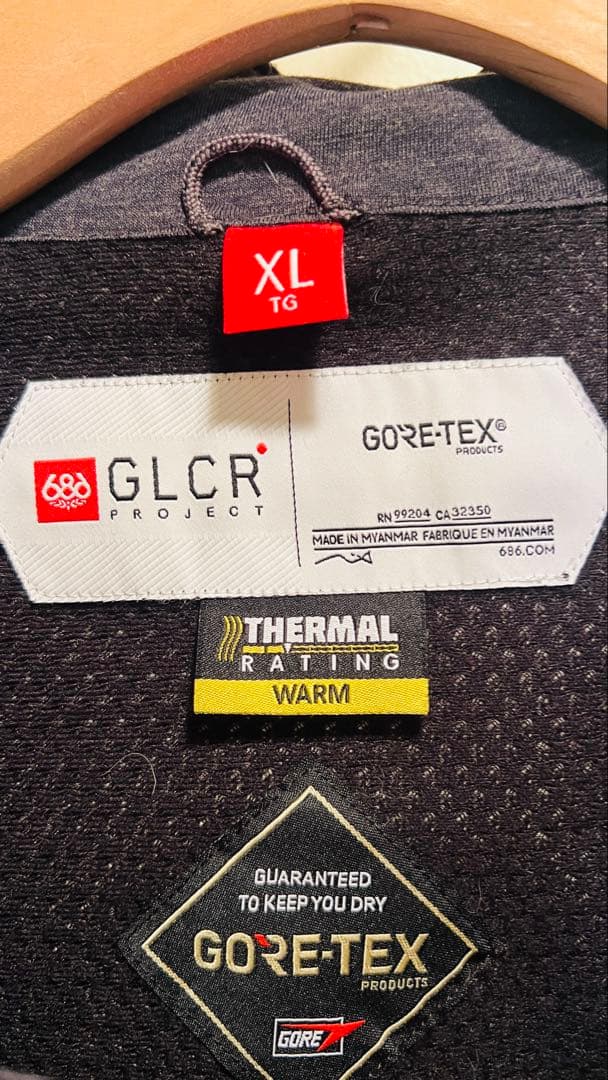 XL
TG
686 GLCR
PROJECT
GORE-TEX®
PRODUCTS
RN 99204 CA 32350
MADE IN MYANMAR FABRIQUE EN MYANMAR
686.COM
THERMAL
RATING
WARM
GUARANTEED
TO KEEP YOU DRY
GORE-TEX
PRODUCTS
GORE